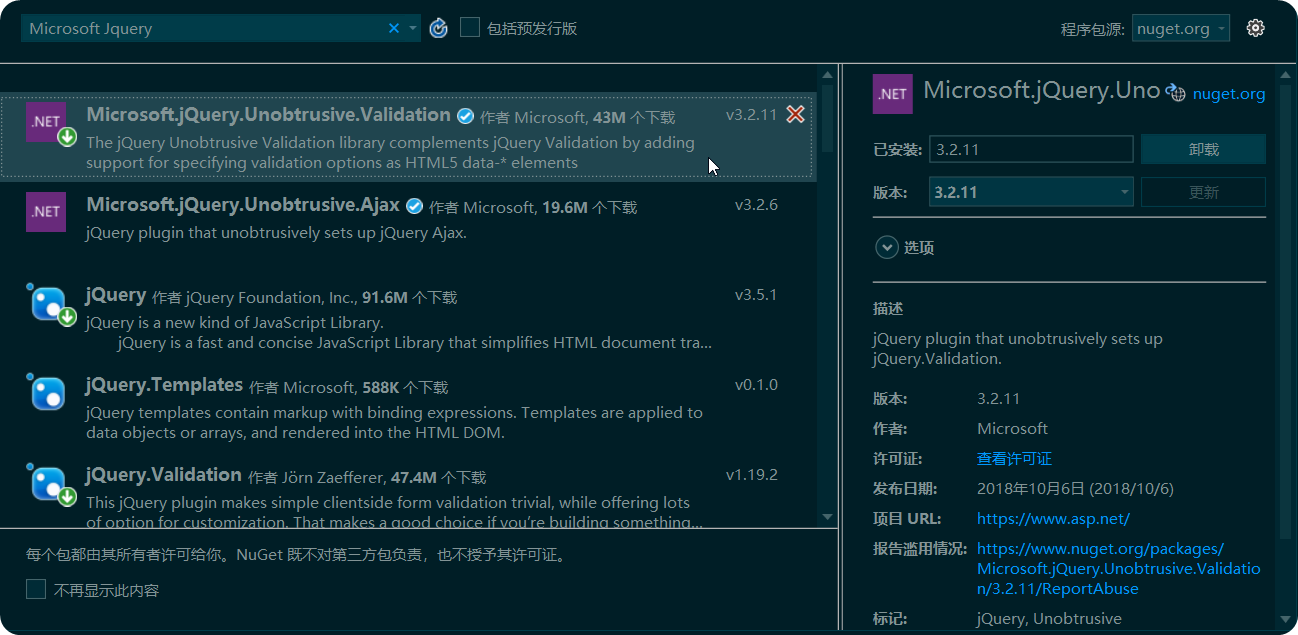 Microsoft Jquery
包括预发行版
程序包源: nuget.org
.NET
Microsoft.jQuery.Unobtrusive.Validation 作者 Microsoft, 43M 个下载
v3.2.11
The jQuery Unobtrusive Validation library complements jQuery Validation by adding
support for specifying validation options as HTML5 data-* elements
.NET
Microsoft.jQuery.Unobtrusive.Ajax 作者 Microsoft, 19.6M 个下载
v3.2.6
jQuery plugin that unobtrusively sets up jQuery Ajax.
jQuery 作者 jQuery Foundation, Inc., 91.6M 个下载
v3.5.1
jQuery is a new kind of JavaScript Library.
jQuery is a fast and concise JavaScript Library that simplifies HTML document tra...
jQuery.Templates 作者 Microsoft, 588K 个下载
v0.1.0
jQuery templates contain markup with binding expressions. Templates are applied to
data objects or arrays, and rendered into the HTML DOM.
jQuery.Validation 作者 Jörn Zaefferer, 47.4M 个下载
v1.19.2
This jQuery plugin makes simple clientside form validation trivial, while offering lots
of option for customization. That makes a good choice if you’re building something...
每个包都由其所有者许可给你。NuGet 既不对第三方包负责，也不授予其许可证。
不再显示此内容
.NET
Microsoft.jQuery.Uno
nuget.org
已安装: 3.2.11
卸载
版本: 3.2.11
更新
选项
描述
jQuery plugin that unobtrusively sets up
jQuery.Validation.
版本: 3.2.11
作者: Microsoft
许可证: 查看许可证
发布日期: 2018年10月6日 (2018/10/6)
项目 URL: https://www.asp.net/
报告滥用情况: https://www.nuget.org/packages/
Microsoft.jQuery.Unobtrusive.Validatio
n/3.2.11/ReportAbuse
标记: jQuery, Unobtrusive